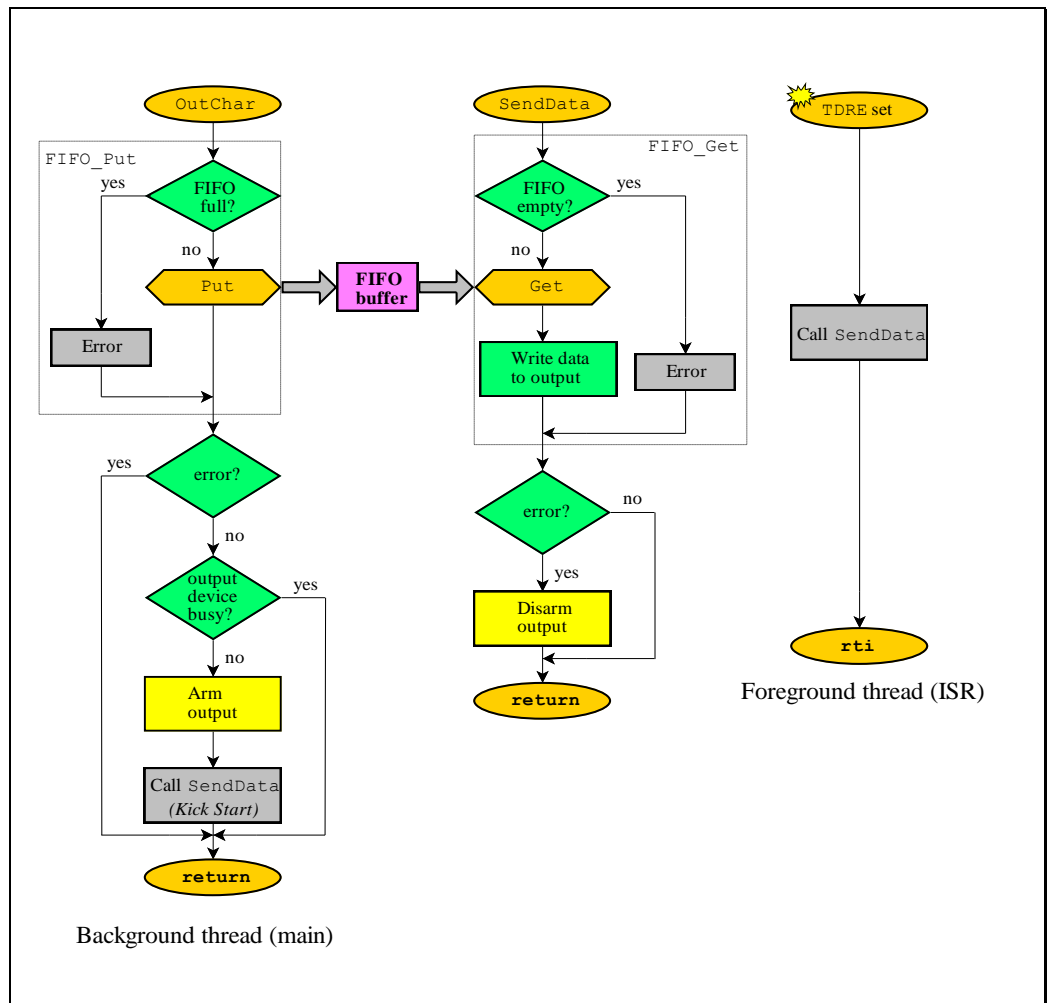 OutChar
FIFO_Put
yes
FIFO
full?
no
Put
Error
FIFO
buffer
yes
error?
no
output
device
busy?
yes
no
Arm
output
Call SendData
(Kick Start)
return
Background thread (main)
SendData
FIFO_Get
FIFO
empty?
yes
no
Get
Write data
to output
Error
error?
no
yes
Disarm
output
return
TDRE set
Call SendData
rti
Foreground thread (ISR)